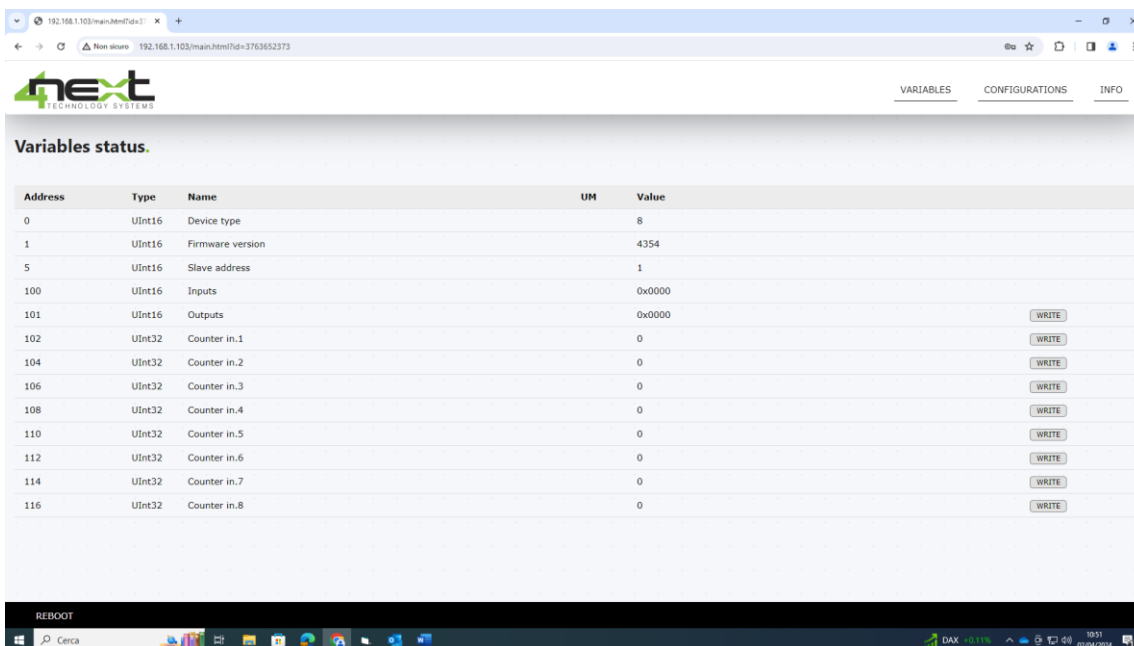 192.168.1.103/main.html?id=37
Non sicuro 192.168.1.103/main.html?id=3763652373
4next
TECHNOLOGY SYSTEMS
VARIABLES CONFIGURATIONS INFO
Variables status.
Address Type Name UM Value
0 UInt16 Device type 8
1 UInt16 Firmware version 4354
5 UInt16 Slave address 1
100 UInt16 Inputs 0x0000
101 UInt16 Outputs 0x0000 WRITE
102 UInt32 Counter in.1 0 WRITE
104 UInt32 Counter in.2 0 WRITE
106 UInt32 Counter in.3 0 WRITE
108 UInt32 Counter in.4 0 WRITE
110 UInt32 Counter in.5 0 WRITE
112 UInt32 Counter in.6 0 WRITE
114 UInt32 Counter in.7 0 WRITE
116 UInt32 Counter in.8 0 WRITE
REBOOT
Cerca DAX +0.11% 10:51
02/04/2024